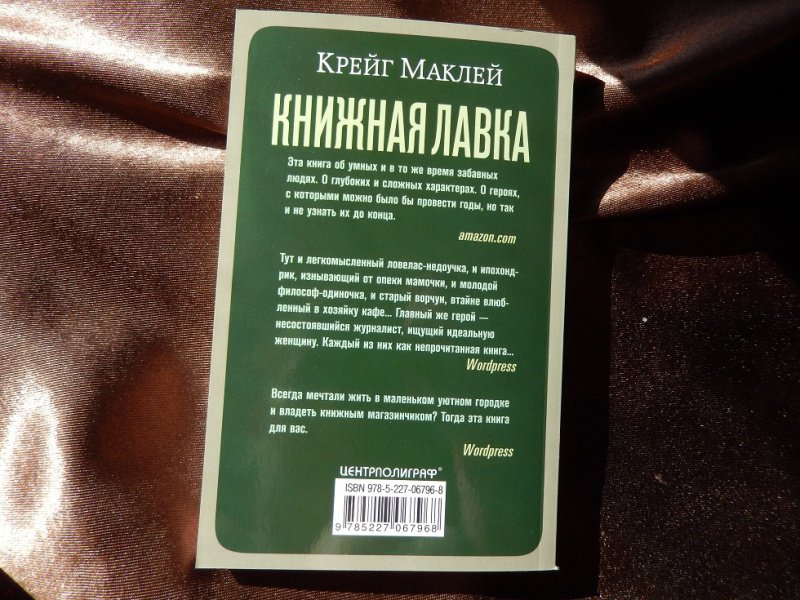 КРЕЙГ МАКЛЕЙ
КНИЖНАЯ ЛАВКА
Эта книга об умных и в то же время забавных
людях. О глубоких и сложных характерах. О героях,
с которыми можно было бы провести годы, но так
и не узнать их до конца.
amazon.com
Тут и легкомысленный ловелас-недоучка, и ипохонд-
рик, изнывающий от опеки мамочки, и молодой
философ-одиночка, и старый ворчун, втайне влюб-
ленный в хозяйку кафе... Главный же герой —
несостоявшийся журналист, ищущий идеальную
женщину. Каждый из них как непрочитанная книга...
Wordpress
Всегда мечтали жить в маленьком уютном городке
и владеть книжным магазинчиком? Тогда эта книга
для вас.
Wordpress
ЦЕНТРПОЛИГРАФ®
ISBN 978-5-227-06796-8
9 785227 067968